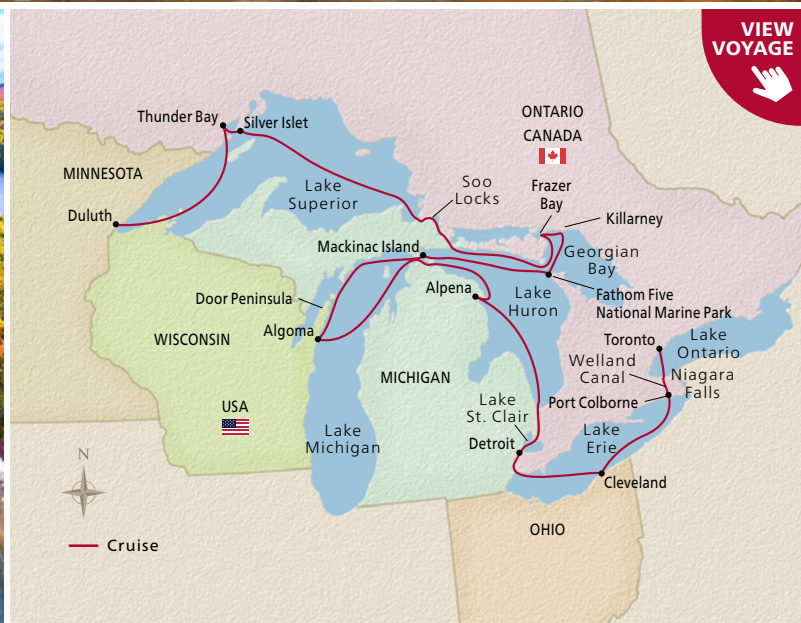 VIEW
VOYAGE
Thunder Bay
Silver Islet
ONTARIO
CANADA
MINNESOTA
Soo
Locks
Frazer
Bay
Killarney
Lake
Superior
Duluth
Mackinac Island
Georgian
Bay
Door Peninsula
Alpena
Lake
Huron
Fathom Five
National Marine Park
Algoma
WISCONSIN
Toronto
Lake
Ontario
Welland
Canal
Niagara
Falls
MICHIGAN
Port Colborne
USA
Lake
St. Clair
Lake
Michigan
Detroit
Lake
Erie
Cleveland
N
OHIO
Cruise